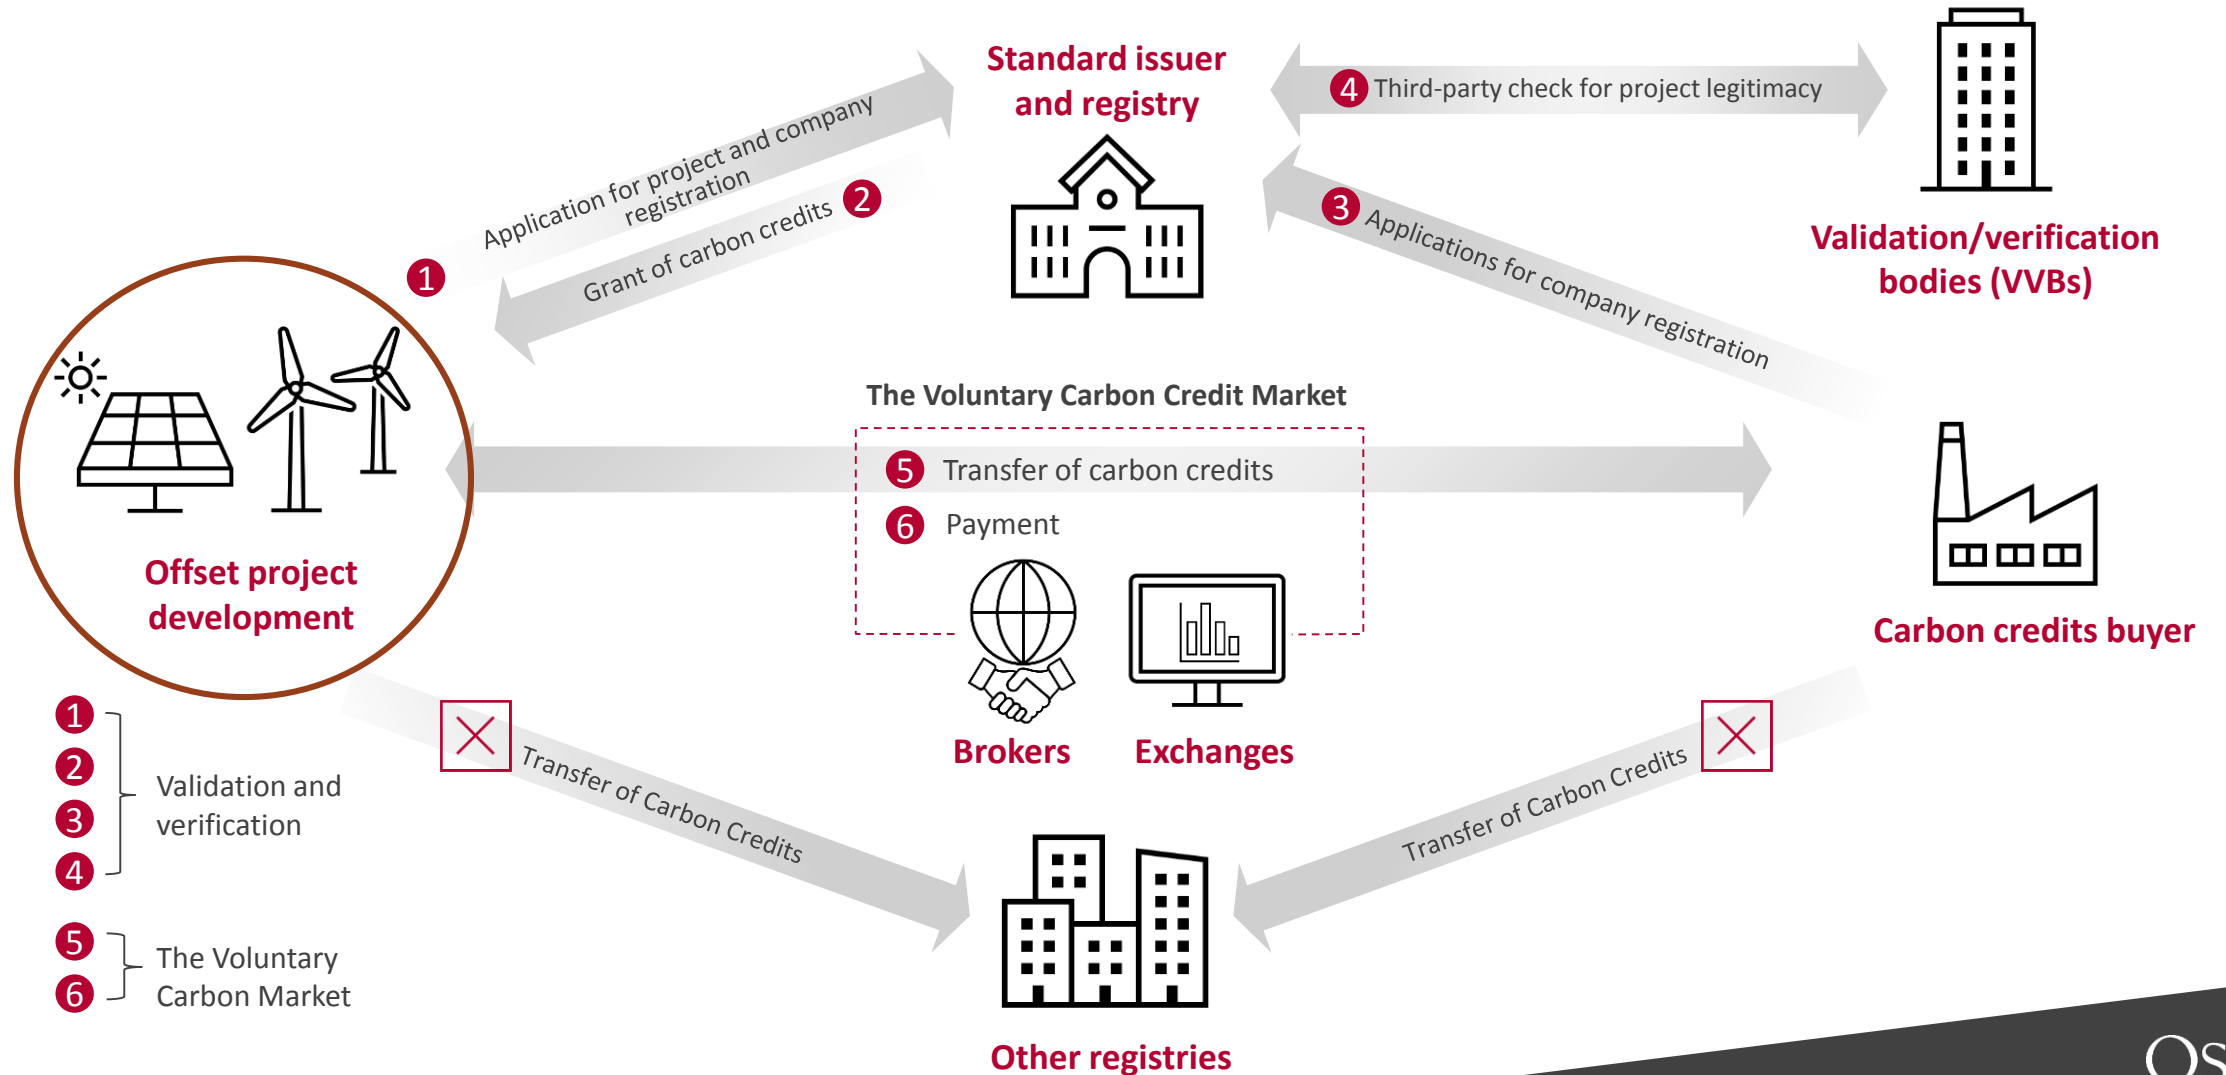 Standard issuer
and registry
4 Third-party check for project legitimacy
Validation/verification
bodies (VVBs)
1 Application for project and company
registration
Grant of carbon credits 2
3 Applications for company registration
The Voluntary Carbon Credit Market
5 Transfer of carbon credits
6 Payment
Brokers
Exchanges
Offset project
development
Carbon credits buyer
Transfer of Carbon Credits
Transfer of Carbon Credits
Other registries
1
2
3
4
Validation and
verification
5
6
The Voluntary
Carbon Market